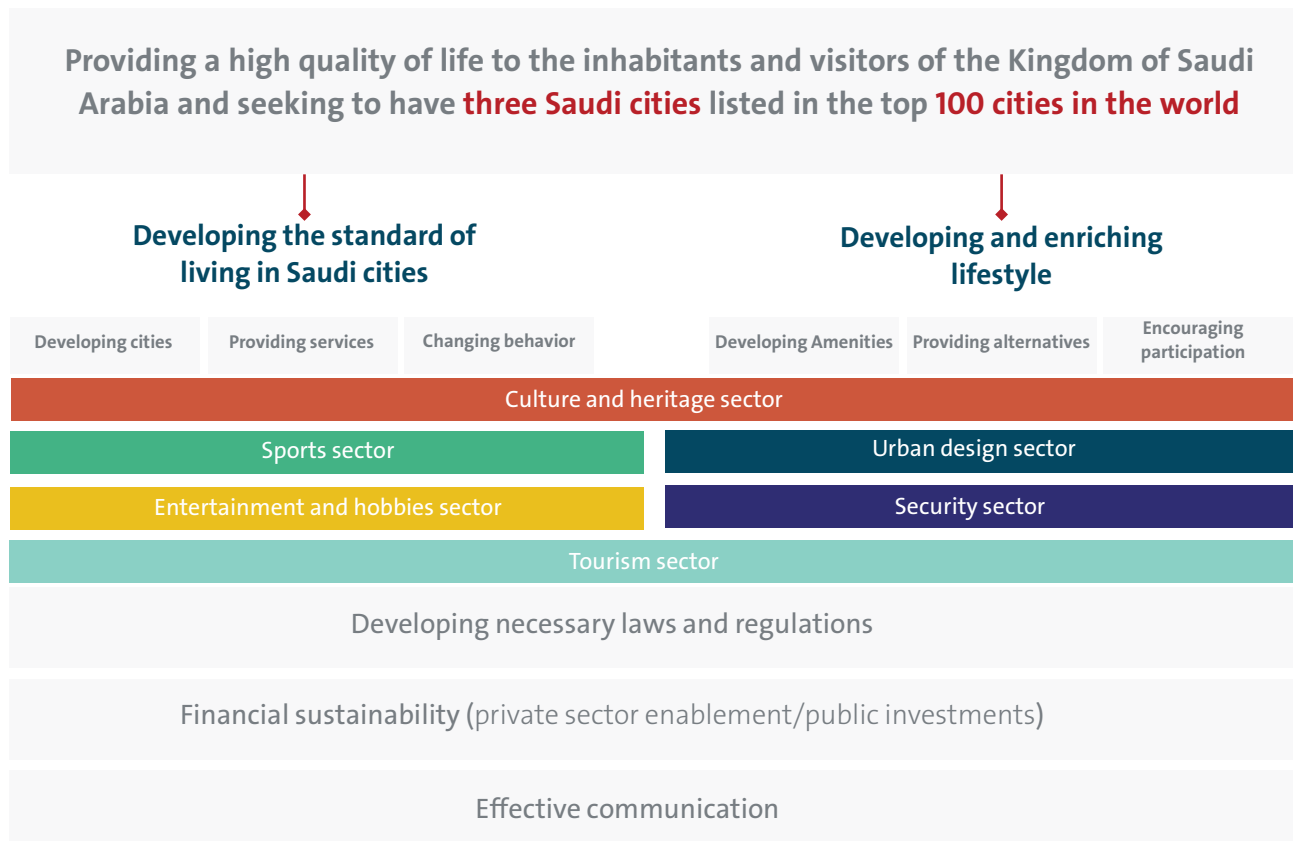 Providing a high quality of life to the inhabitants and visitors of the Kingdom of Saudi
Arabia and seeking to have three Saudi cities listed in the top 100 cities in the world
Developing the standard of
living in Saudi cities
Developing and enriching
lifestyle
Developing cities
Providing services
Changing behavior
Developing Amenities
Providing alternatives
Encouraging
participation
Culture and heritage sector
Sports sector
Urban design sector
Entertainment and hobbies sector
Security sector
Tourism sector
Developing necessary laws and regulations
Financial sustainability (private sector enablement/public investments)
Effective communication